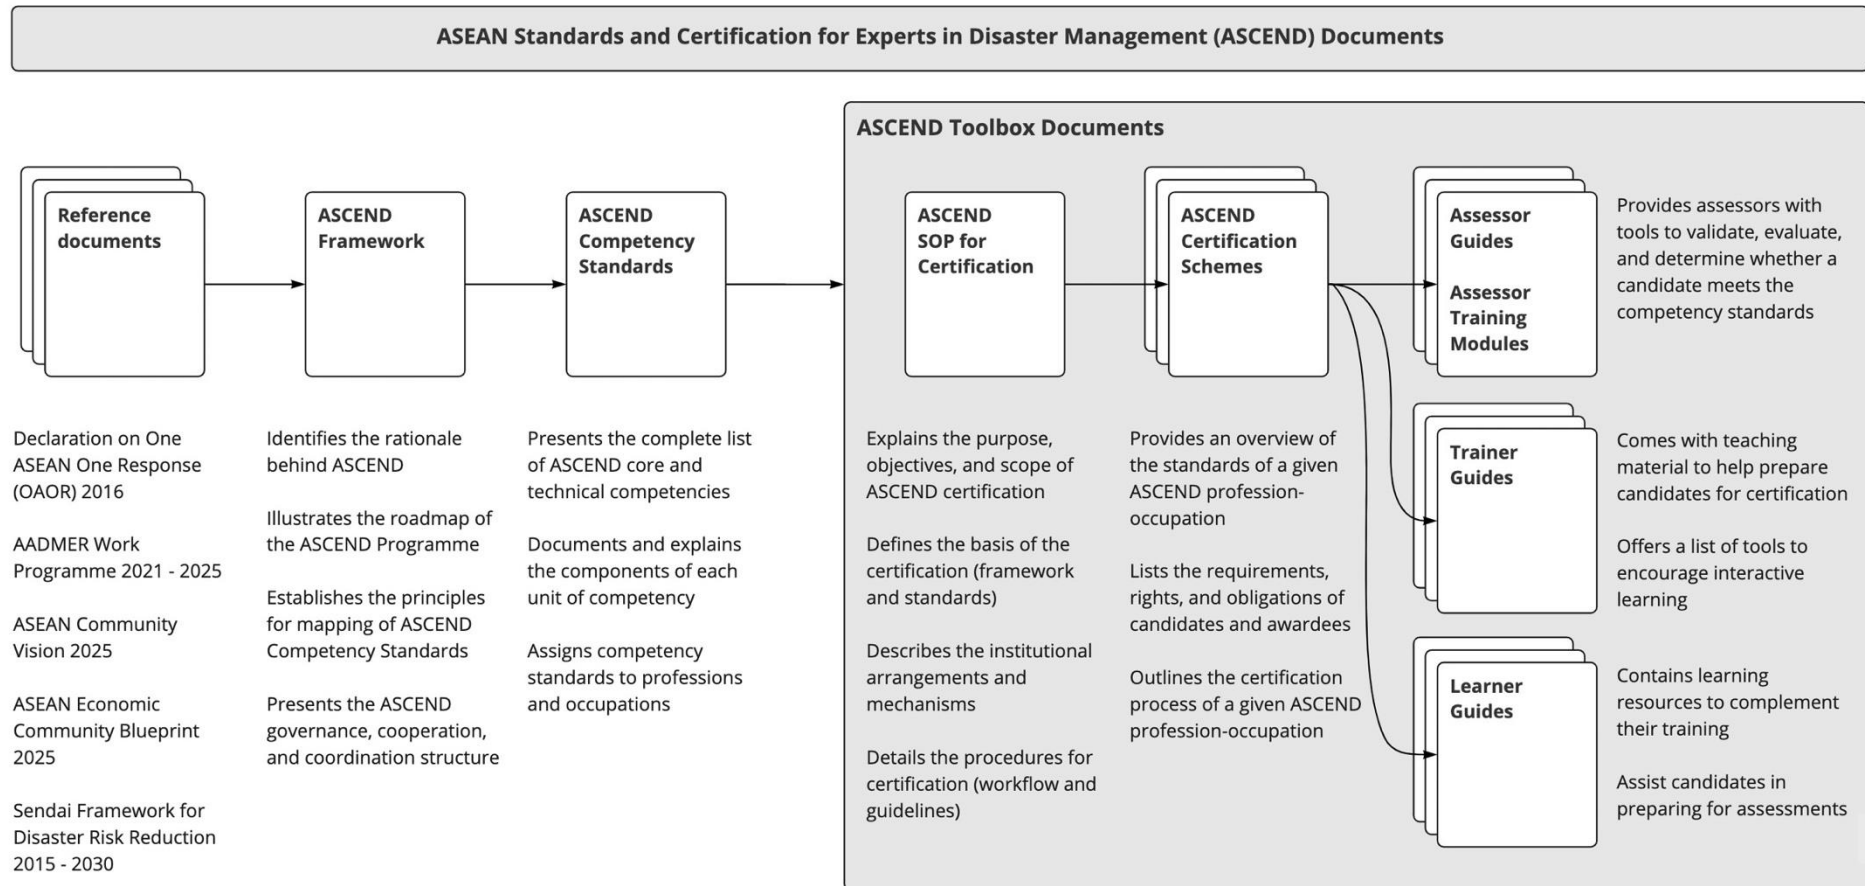 ASEAN Standards and Certification for Experts in Disaster Management (ASCEND) Documents
ASCEND Toolbox Documents
Reference
documents
ASCEND
Framework
ASCEND
Competency
Standards
ASCEND
SOP for
Certification
ASCEND
Certification
Schemes
Assessor
Guides
Assessor
Training
Modules
Provides assessors with
tools to validate, evaluate,
and determine whether a
candidate meets the
competency standards
Declaration on One
ASEAN One Response
(OAOR) 2016
AADMER Work
Programme 2021 - 2025
ASEAN Community
Vision 2025
ASEAN Economic
Community Blueprint
2025
Sendai Framework for
Disaster Risk Reduction
2015 - 2030
Identifies the rationale
behind ASCEND
Illustrates the roadmap of
the ASCEND Programme
Establishes the principles
for mapping of ASCEND
Competency Standards
Presents the ASCEND
governance, cooperation,
and coordination structure
Presents the complete list
of ASCEND core and
technical competencies
Documents and explains
the components of each
unit of competency
Assigns competency
standards to professions
and occupations
Explains the purpose,
objectives, and scope of
ASCEND certification
Defines the basis of the
certification (framework
and standards)
Describes the institutional
arrangements and
mechanisms
Details the procedures for
certification (workflow and
guidelines)
Provides an overview of
the standards of a given
ASCEND profession-
occupation
Lists the requirements,
rights, and obligations of
candidates and awardees
Outlines the certification
process of a given ASCEND
profession-occupation
Trainer
Guides
Comes with teaching
material to help prepare
candidates for certification
Offers a list of tools to
encourage interactive
learning
Learner
Guides
Contains learning
resources to complement
their training
Assist candidates in
preparing for assessments